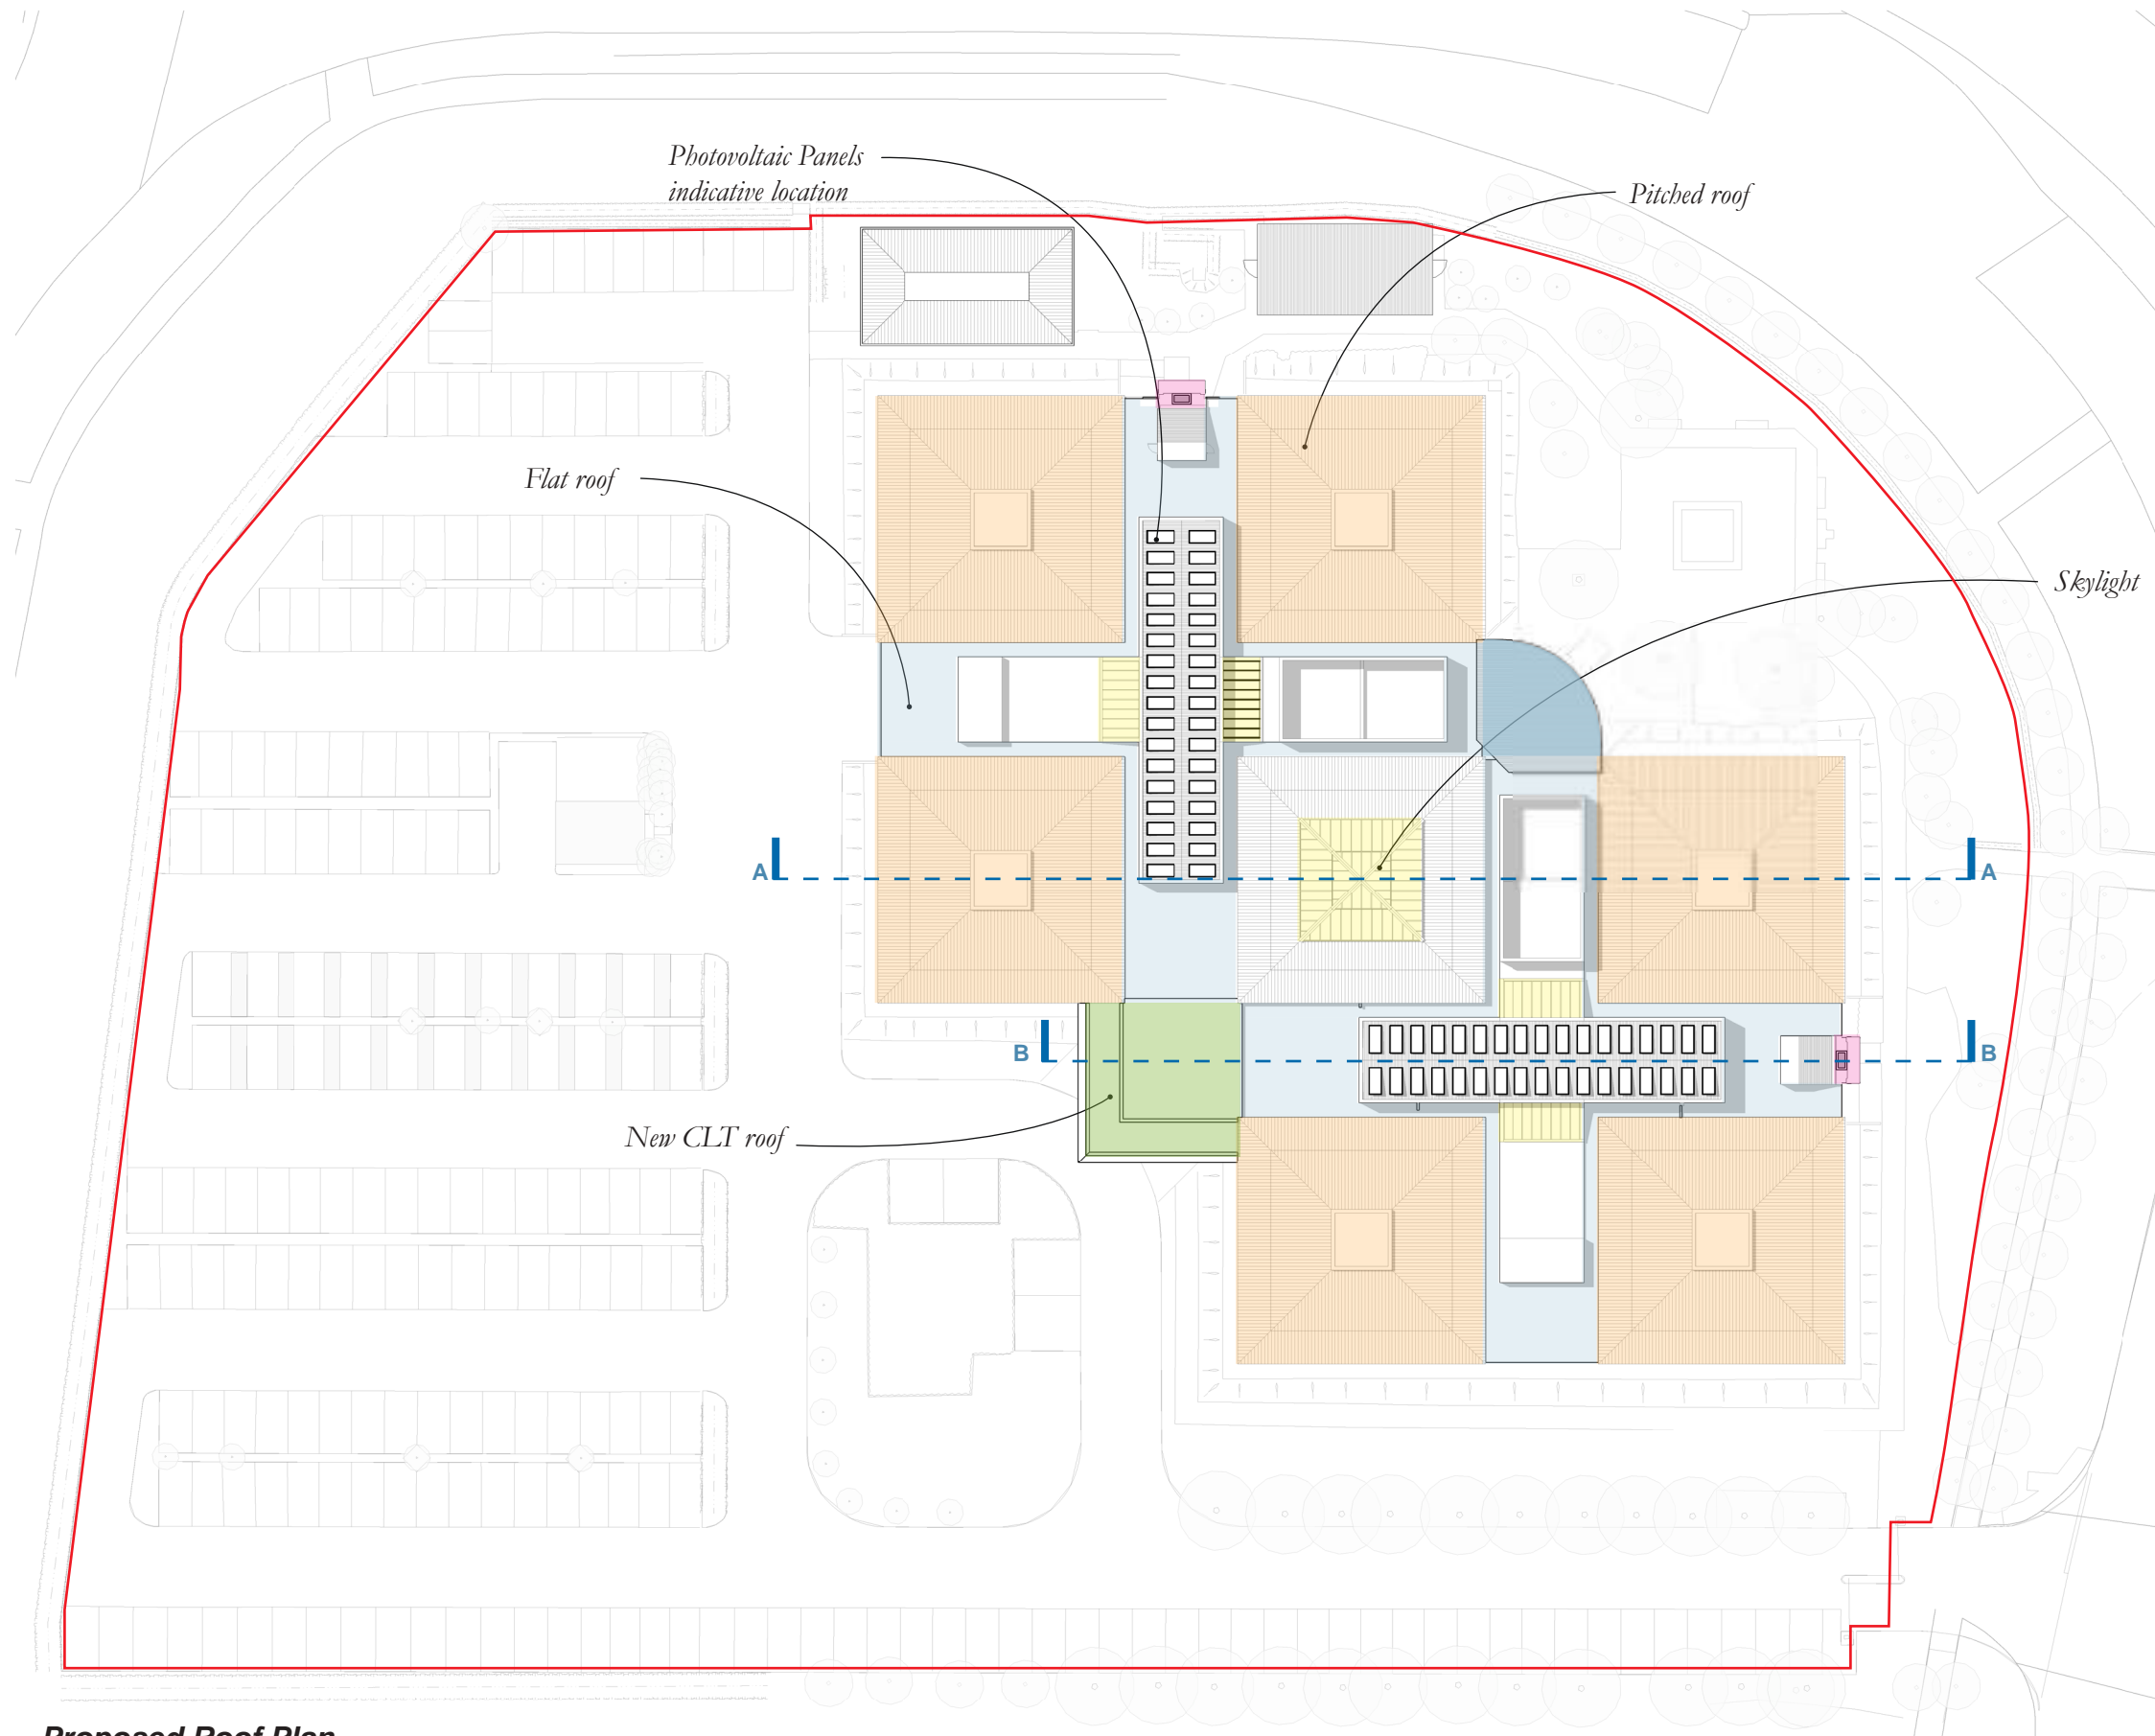 Photovoltaic Panels
indicative location
Pitched roof
Flat roof
Skylight
A
A
B
B
New CLT roof
Proposed Roof Plan